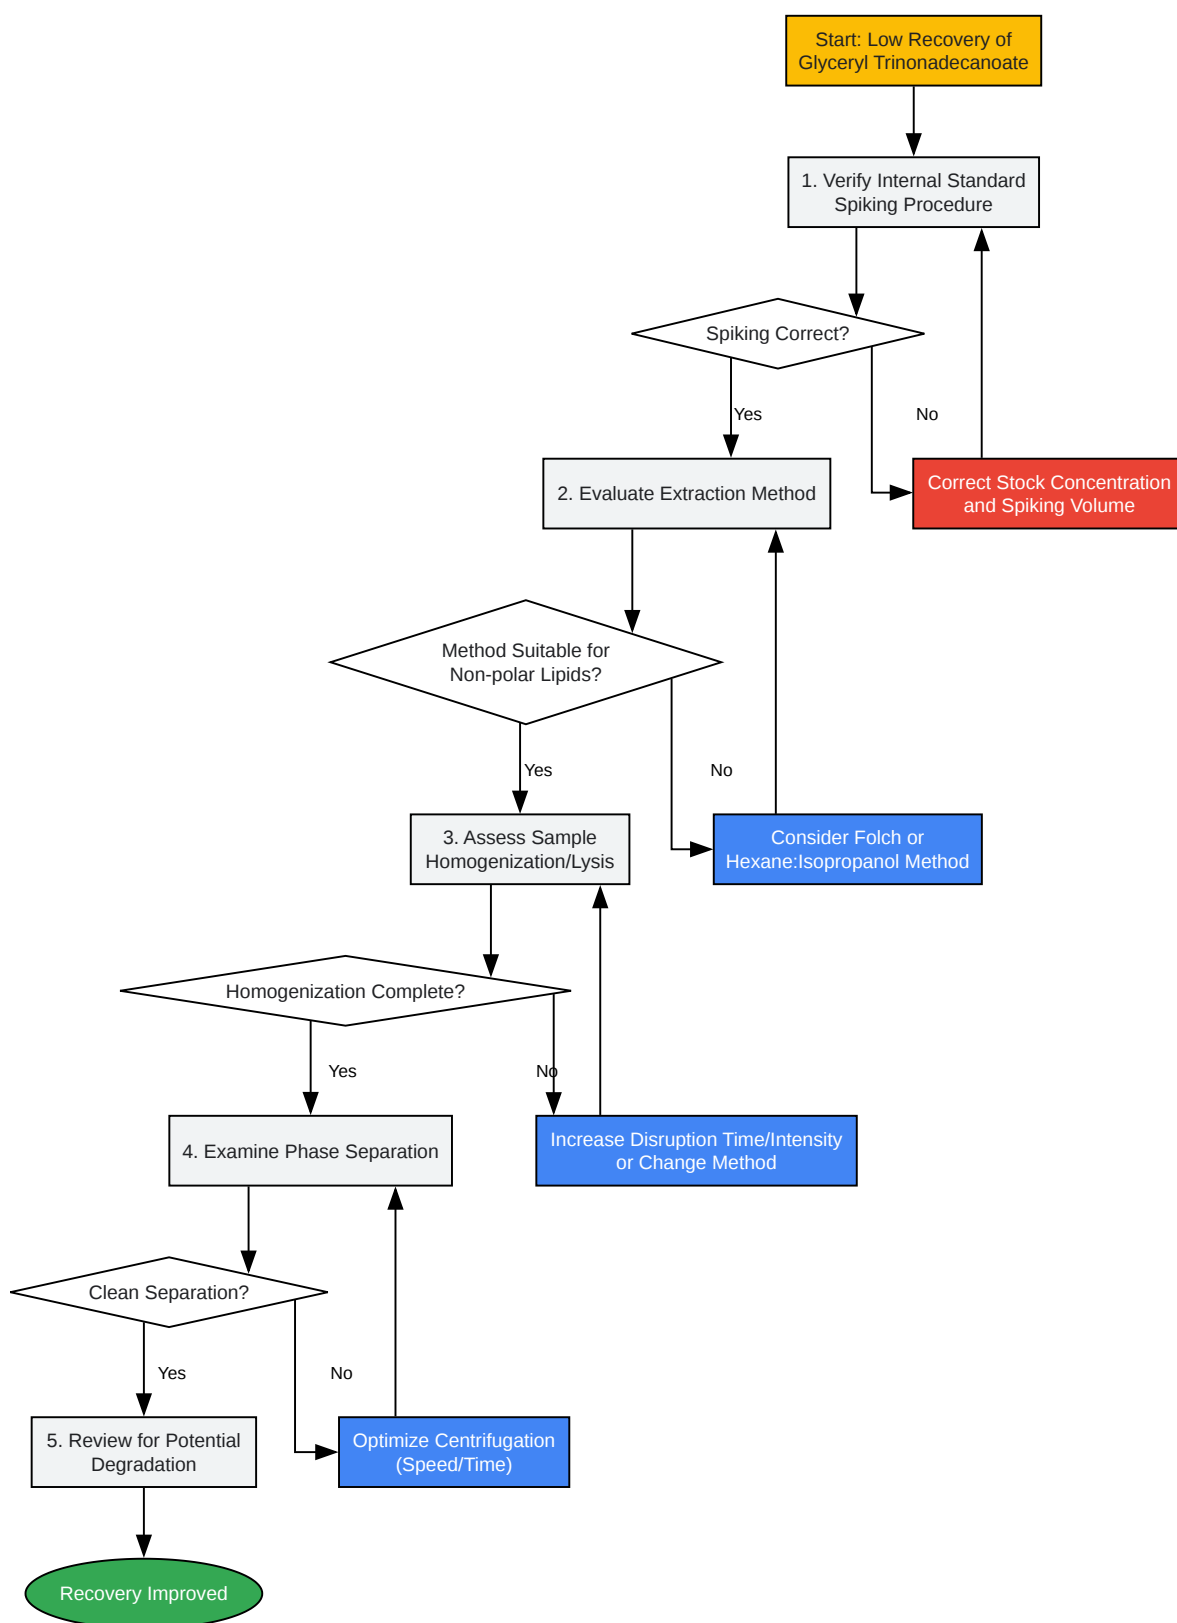 Start: Low Recovery of
Glyceryl Trinonadecanoate
1. Verify Internal Standard
Spiking Procedure
Spiking Correct?
Yes
No
2. Evaluate Extraction Method
Correct Stock Concentration
and Spiking Volume
Method Suitable for
Non-polar Lipids?
Yes
No
3. Assess Sample
Homogenization/Lysis
Consider Folch or
Hexane:Isopropanol Method
Homogenization Complete?
Yes
No
4. Examine Phase Separation
Increase Disruption Time/Intensity
or Change Method
Clean Separation?
Yes
No
5. Review for Potential
Degradation
Optimize Centrifugation
(Speed/Time)
Recovery Improved